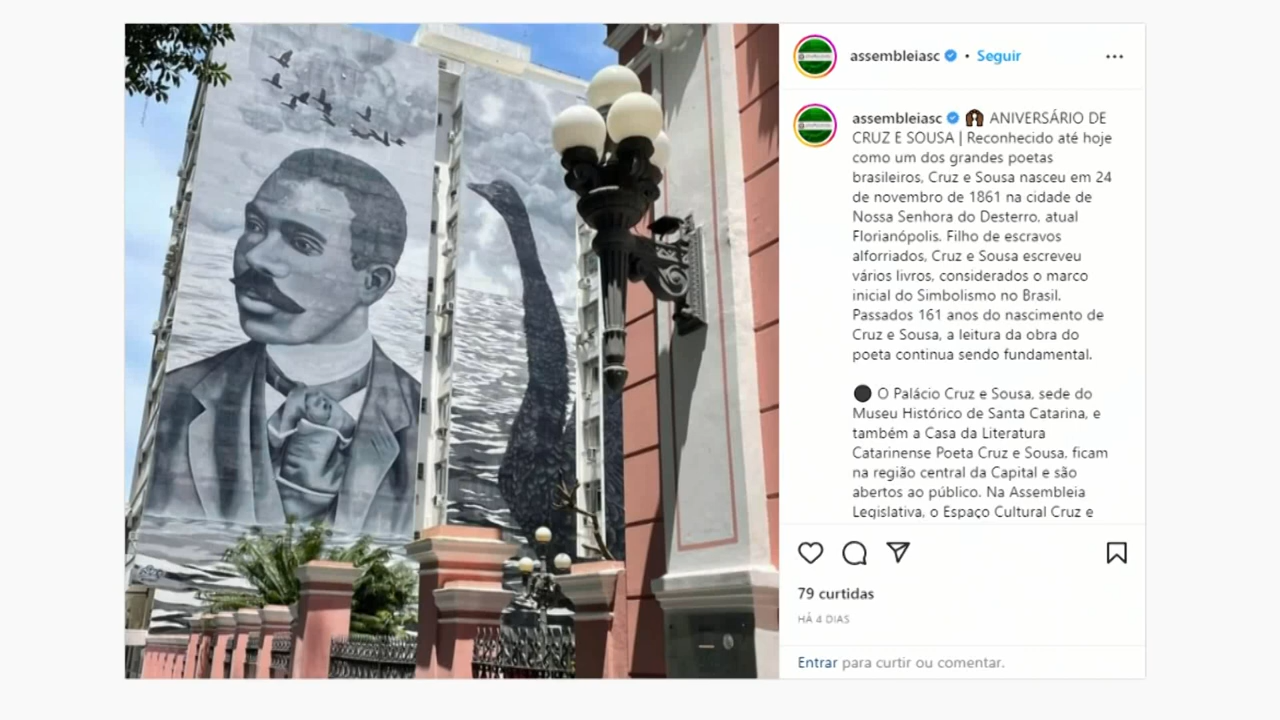 assembleiasc • Seguir
assembleiasc ANIVERSÁRIO DE
CRUZ E SOUSA | Reconhecido até hoje
como um dos grandes poetas
brasileiros, Cruz e Sousa nasceu em 24
de novembro de 1861 na cidade de
Nossa Senhora do Desterro, atual
Florianópolis. Filho de escravos
alforriados, Cruz e Sousa escreveu
vários livros, considerados o marco
inicial do Simbolismo no Brasil.
Passados 161 anos do nascimento de
Cruz e Sousa, a leitura da obra do
poeta continua sendo fundamental.
O Palácio Cruz e Sousa, sede do
Museu Histórico de Santa Catarina, e
também a Casa da Literatura
Catarinense Poeta Cruz e Sousa, ficam
na região central da Capital e são
abertos ao público. Na Assembleia
Legislativa, o Espaço Cultural Cruz e
79 curtidas
HÁ 4 DIAS
Entrar para curtir ou comentar.